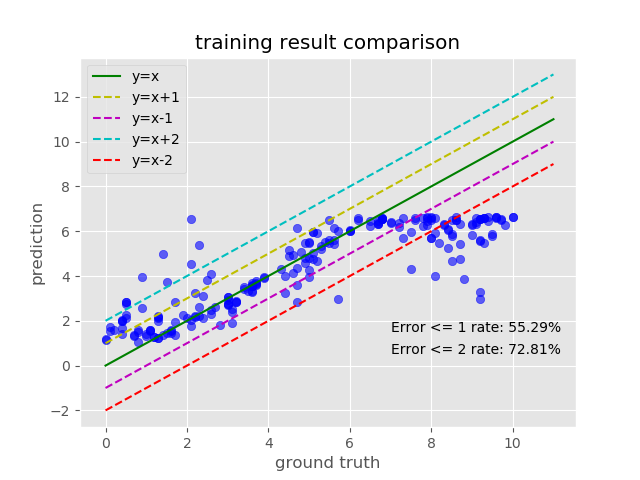 training result comparison
y=x
y=x+1
y=x-1
y=x+2
y=x-2
12
10
8
6
4
2
0
−2
prediction
Error <= 1 rate: 55.29%
Error <= 2 rate: 72.81%
0 2 4 6 8 10
ground truth